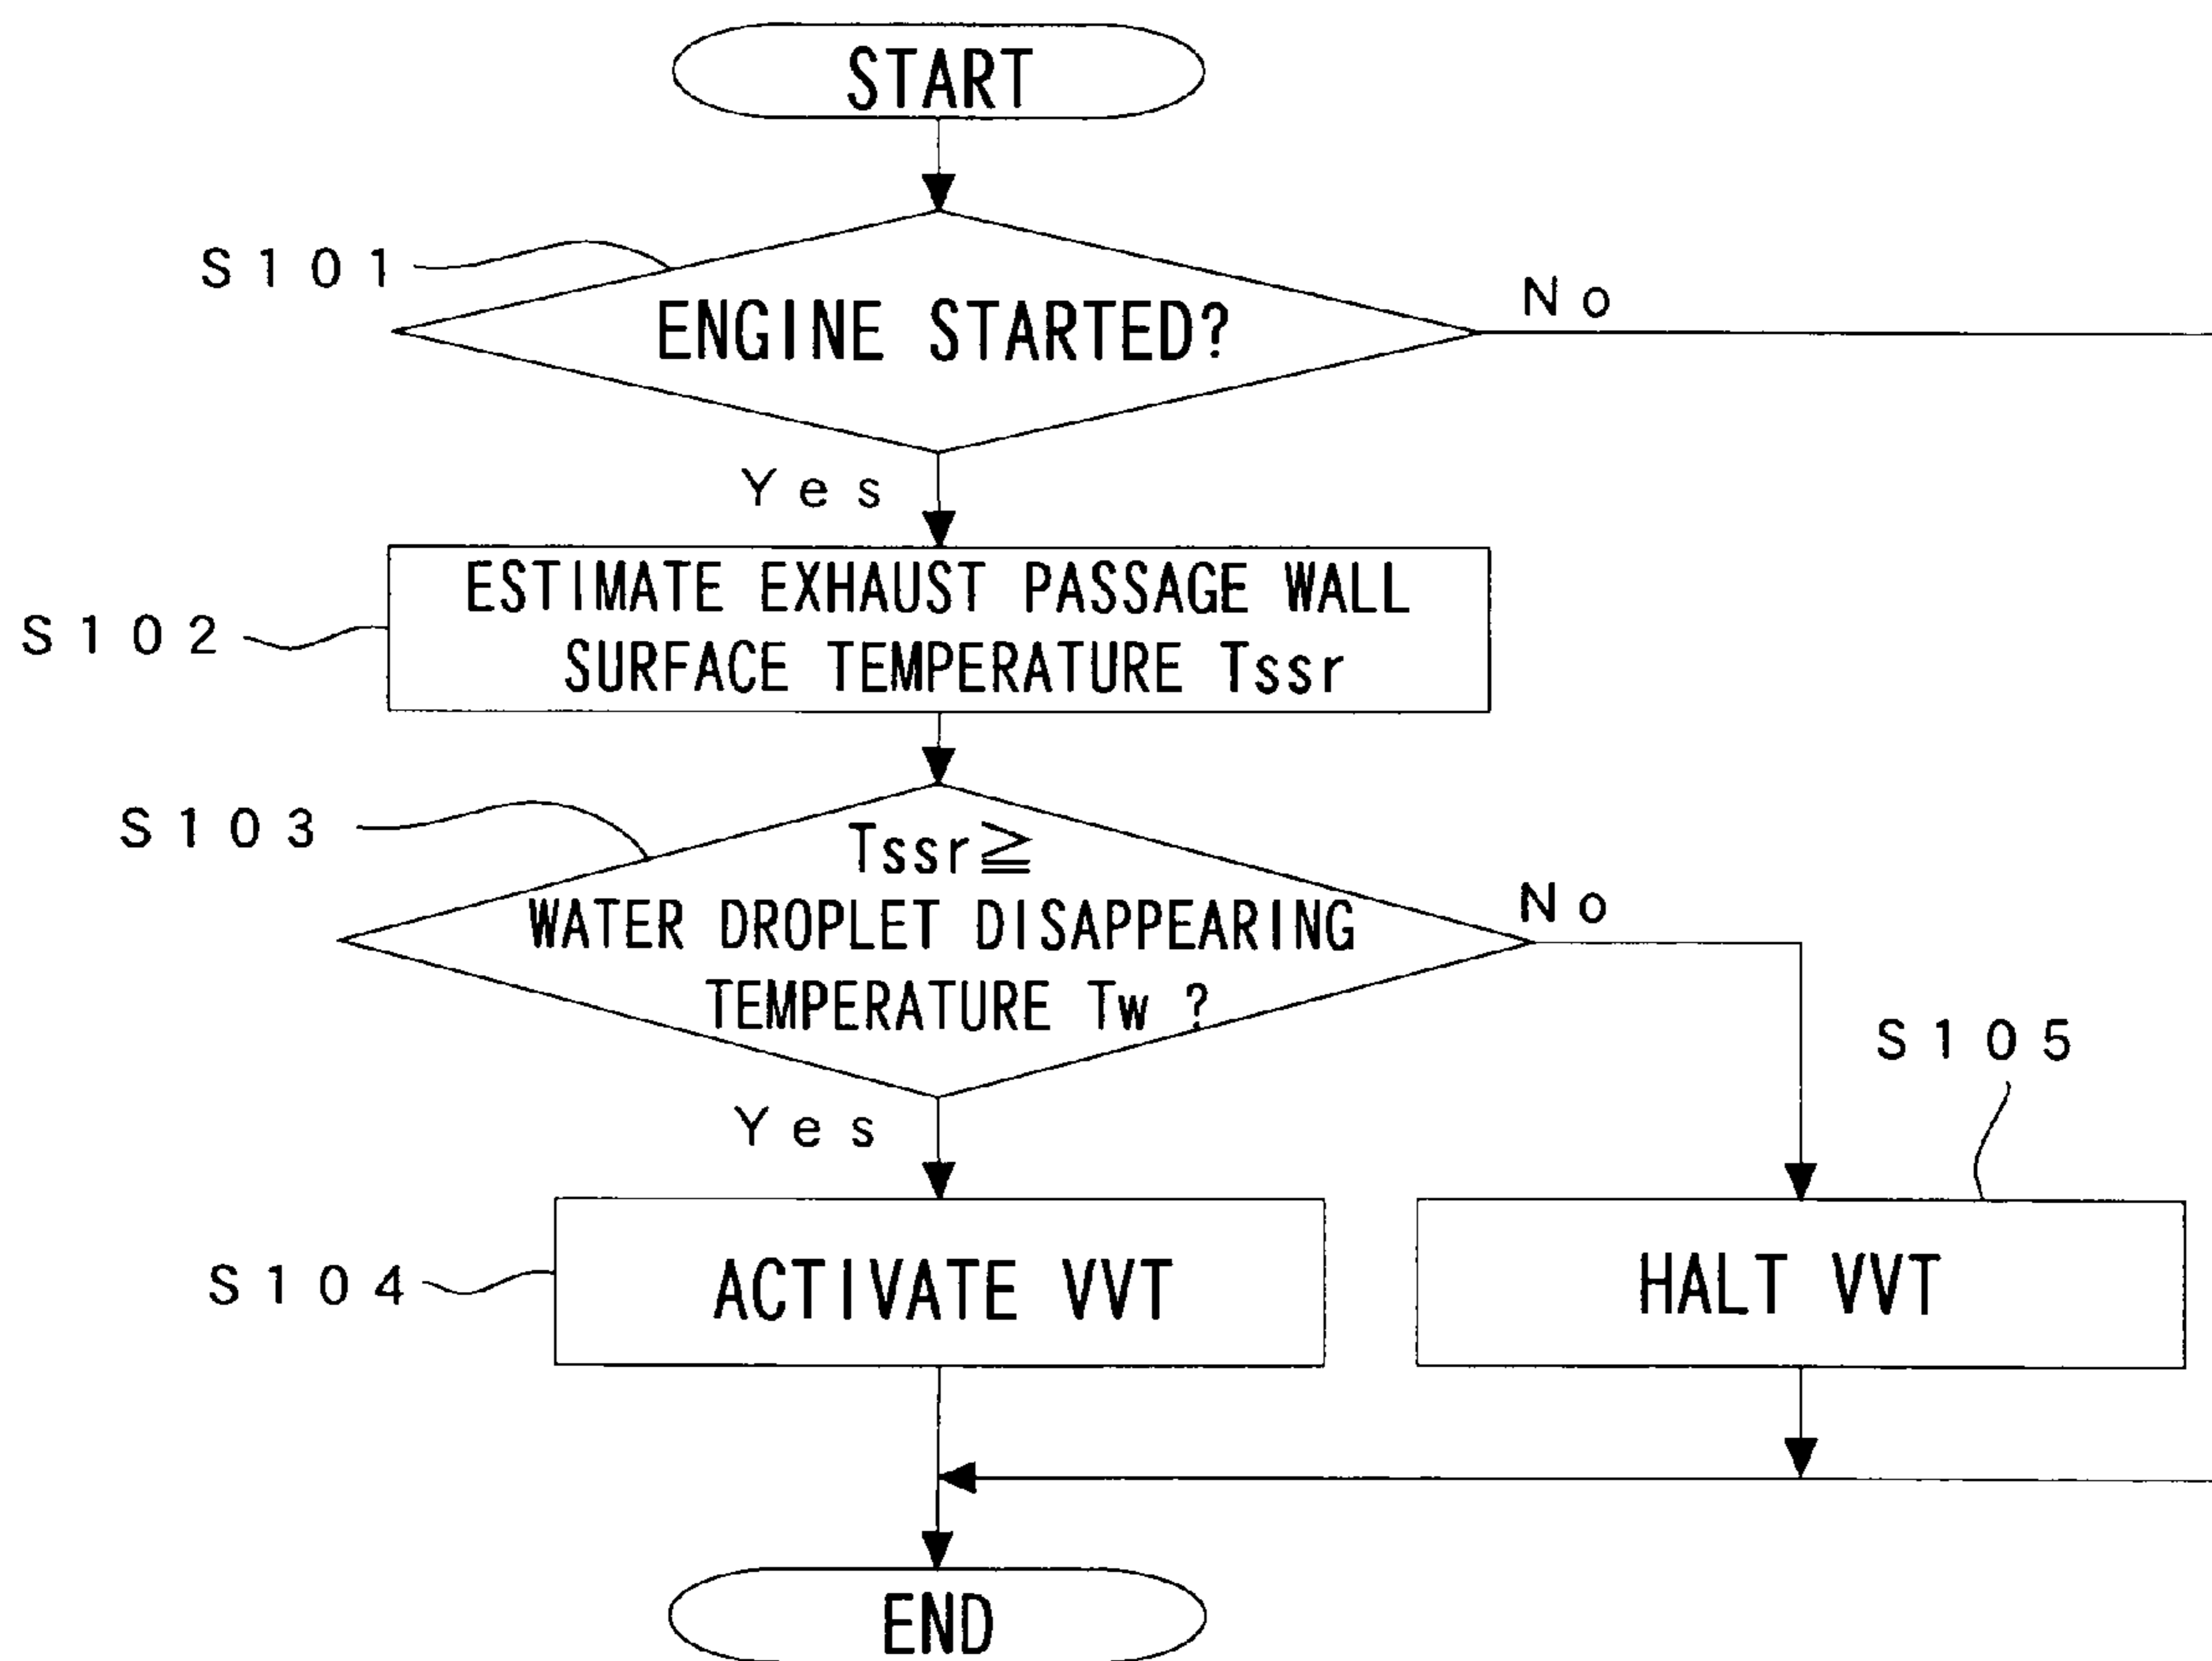 START
S101
ENGINE STARTED?
No
Yes
S102
ESTIMATE EXHAUST PASSAGE WALL
SURFACE TEMPERATURE Tssr
S103
Tssr≧
WATER DROPLET DISAPPEARING
TEMPERATURE Tw ?
No
Yes
S105
S104
ACTIVATE VVT
HALT VVT
END